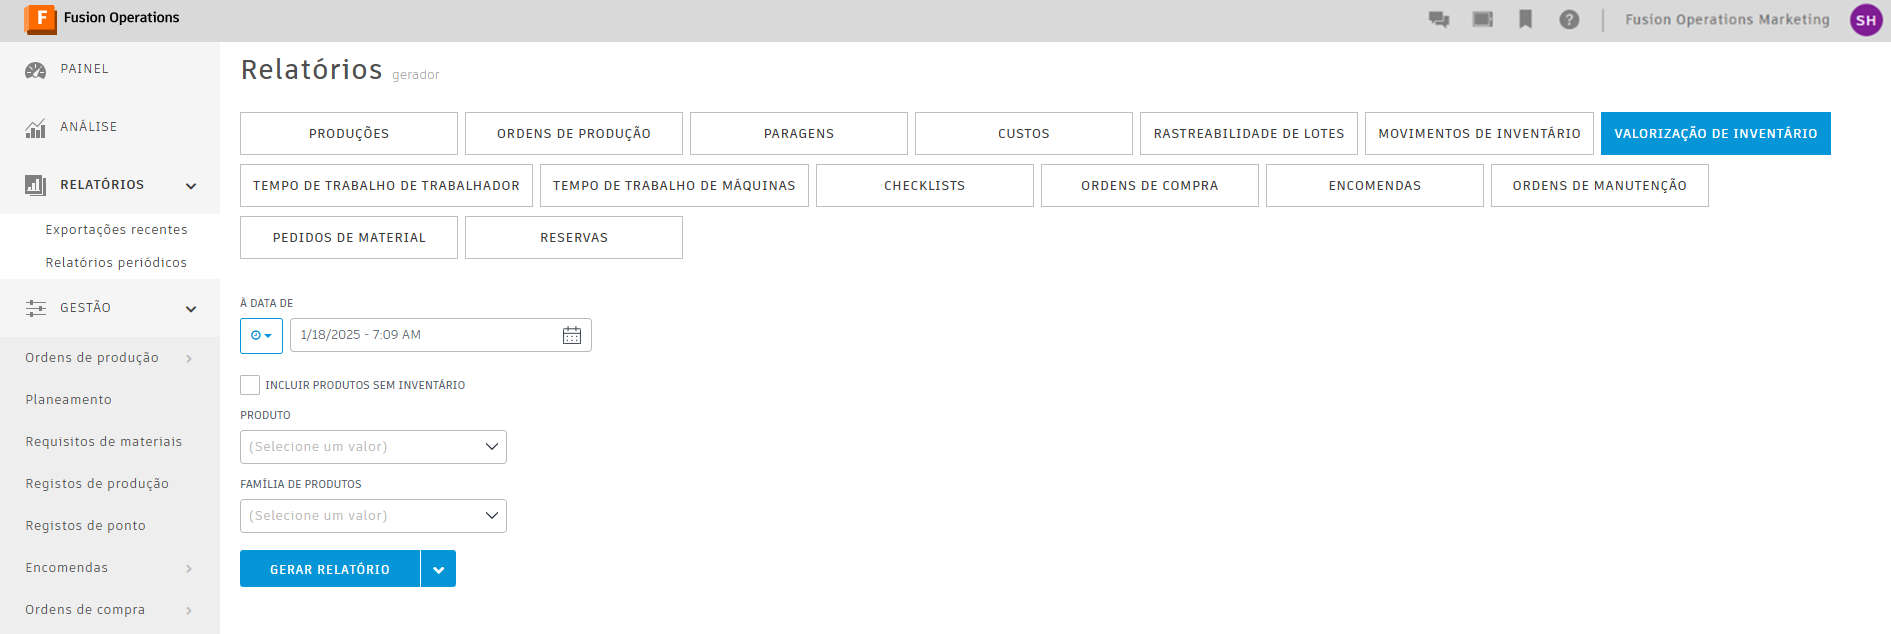 F Fusion Operations
? Fusion Operations Marketing SH
PAINEL
ANÁLISE
RELATÓRIOS
Exportações recentes
Relatórios periódicos
GESTÃO
Ordens de produção
Planeamento
Requisitos de materiais
Registos de produção
Registos de ponto
Encomendas
Ordens de compra
Relatórios gerador
PRODUÇÕES ORDENS DE PRODUÇÃO PARAGENS CUSTOS RASTREABILIDADE DE LOTES MOVIMENTOS DE INVENTÁRIO VALORIZAÇÃO DE INVENTÁRIO
TEMPO DE TRABALHO DE TRABALHADOR TEMPO DE TRABALHO DE MÁQUINAS CHECKLISTS ORDENS DE COMPRA ENCOMENDAS ORDENS DE MANUTENÇÃO
PEDIDOS DE MATERIAL RESERVAS
À DATA DE
1/18/2025 - 7:09 AM
INCLUIR PRODUTOS SEM INVENTÁRIO
PRODUTO
(Selecione um valor)
FAMÍLIA DE PRODUTOS
(Selecione um valor)
GERAR RELATÓRIO